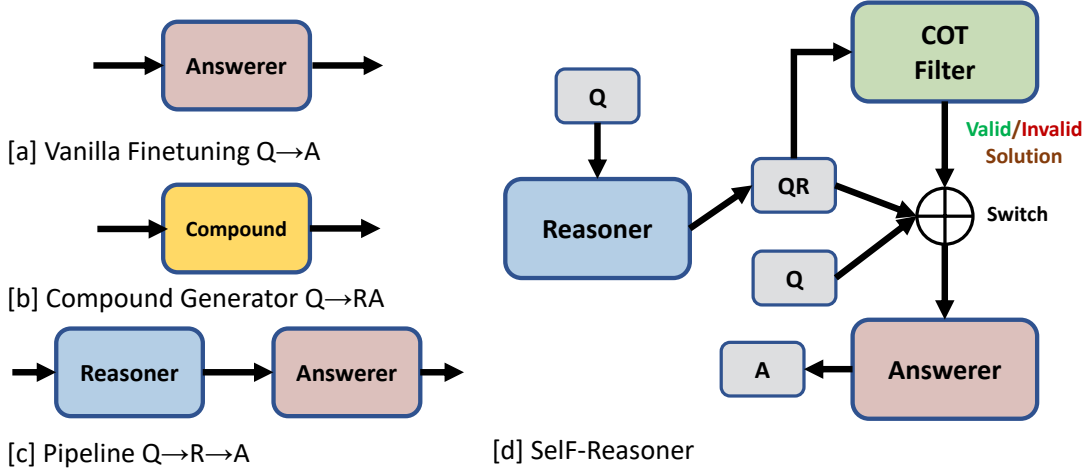 Answerer
[a] Vanilla Finetuning Q→A
Compound
[b] Compound Generator Q→RA
Reasoner
Answerer
[c] Pipeline Q→R→A
Q
Reasoner
QR
Q
COT
Filter
Valid/Invalid
Solution
Switch
Answerer
A
[d] SelF-Reasoner